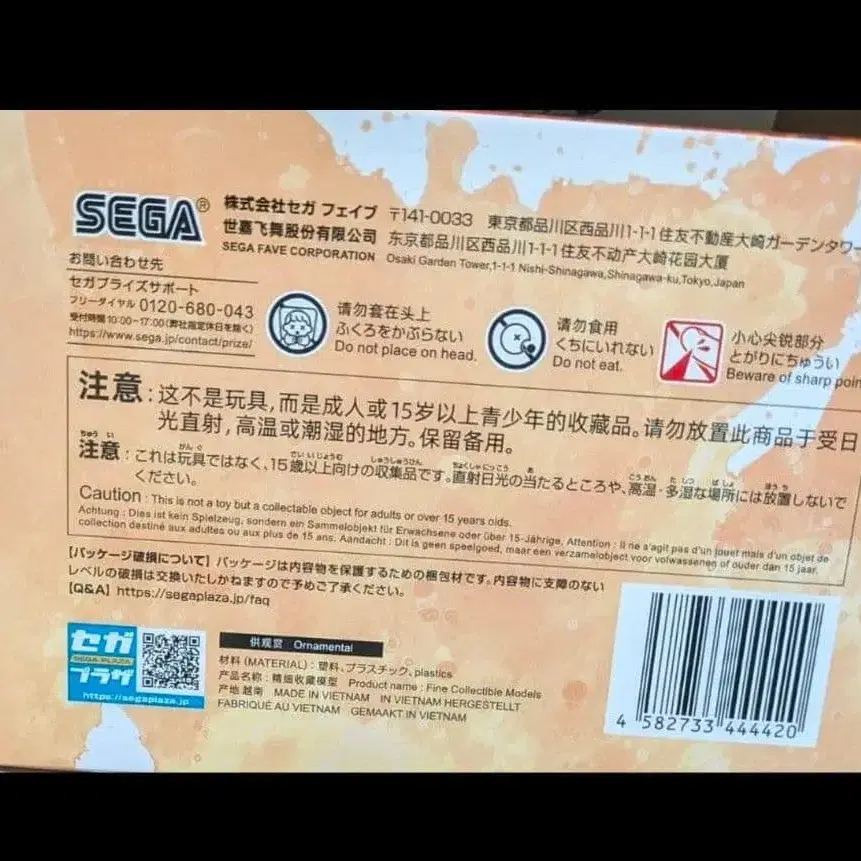 SEGA®
株式会社セガ フェイブ 〒141-0033 東京都品川区西品川1-1-1住友不動産大崎ガーデンタワー
世嘉飞舞股份有限公司 东京都品川区西品川1-1-1住友不动产大崎花园大厦
SEGA FAVE CORPORATION Osaki Garden Tower,1-1-1 Nishi-Shinagawa,Shinagawa-ku,Tokyo,Japan
お問い合わせ先
セガプライズサポート
フリーダイヤル 0120-680-043
受付時間 10:00~17:00(弊社指定休日を除く)
https://www.sega.jp/contact/prize/
请勿套在头上
ふくろをかぶらない
Do not place on head.
请勿食用
くちにいれない
Do not eat.
小心尖锐部分
とがりにちゅうい
Beware of sharp poin
注意:这不是玩具,而是成人或15岁以上青少年的收藏品。请勿放置此商品于受日
光直射,高温或潮湿的地方。保留备用。
注意:これは玩具ではなく、15歳以上向けの収集品です。直射日光の当たるところや、高温・多湿な場所には放置しないで
ください。
Caution : This is not a toy but a collectable object for adults or over 15 years olds.
Achtung : Dies ist kein Spielzeug, sondern ein Sammelobjekt für Erwachsene oder über 15-Jährige. Attention : Il ne s'agit pas d'un jouet mais d'un objet de
collection destiné aux adultes ou aux plus de 15 ans. Aandacht : Dit is geen speelgoed, maar een verzamelobject voor volwassenen of ouder dan 15 jaar.
【パッケージ破損について】パッケージは内容物を保護するための梱包材です。内容物に支障のない
レベルの破損は交換いたしかねますので予めご了承ください。
【Q&A】https://segaplaza.jp/faq
セガ
SEGA PLAZA
プラザ
https://segaplaza.jp
供观赏 Ornamental
材料 (MATERIAL) : 塑料、プラスチック、plastics
产品名称 : 精细收藏模型 Product name : Fine Collectible Models
产地 越南 MADE IN VIETNAM IN VIETNAM HERGESTELLT
FABRIQUÉ AU VIETNAM GEMAAKT IN VIETNAM
4 582733 444420